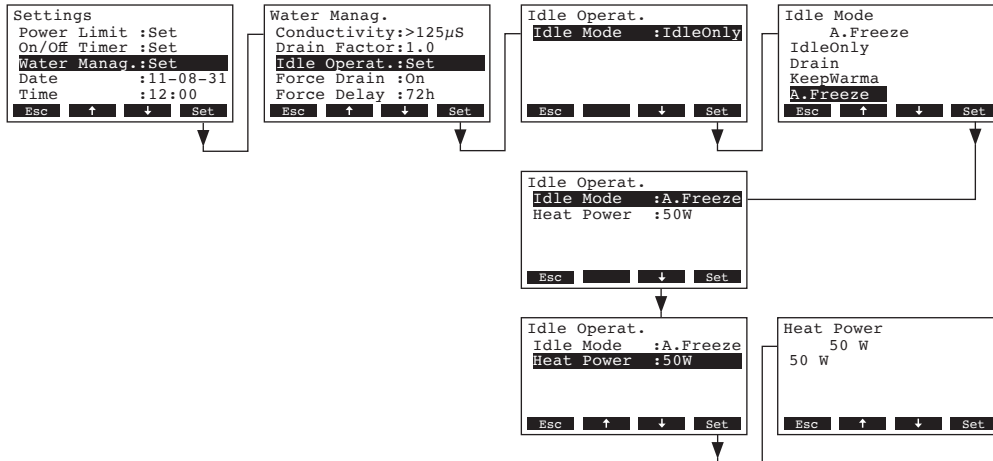 Settings
Power Limit :Set
On/Off Timer :Set
Water Manag.:Set
Date :11-08-31
Time :12:00
Esc ↑ ↓ Set
Water Manag.
Conductivity:>125µS
Drain Factor:1.0
Idle Operat.:Set
Force Drain :On
Force Delay :72h
Esc ↑ ↓ Set
Idle Operat.
Idle Mode :IdleOnly
Esc ↓ Set
Idle Mode
A.Freeze
IdleOnly
Drain
KeepWarma
A.Freeze
Esc ↑ ↓ Set
Idle Operat.
Idle Mode :A.Freeze
Heat Power :50W
Esc ↓ Set
Idle Operat.
Idle Mode :A.Freeze
Heat Power :50W
Esc ↑ ↓ Set
Heat Power
50 W
50 W
Esc ↑ ↓ Set